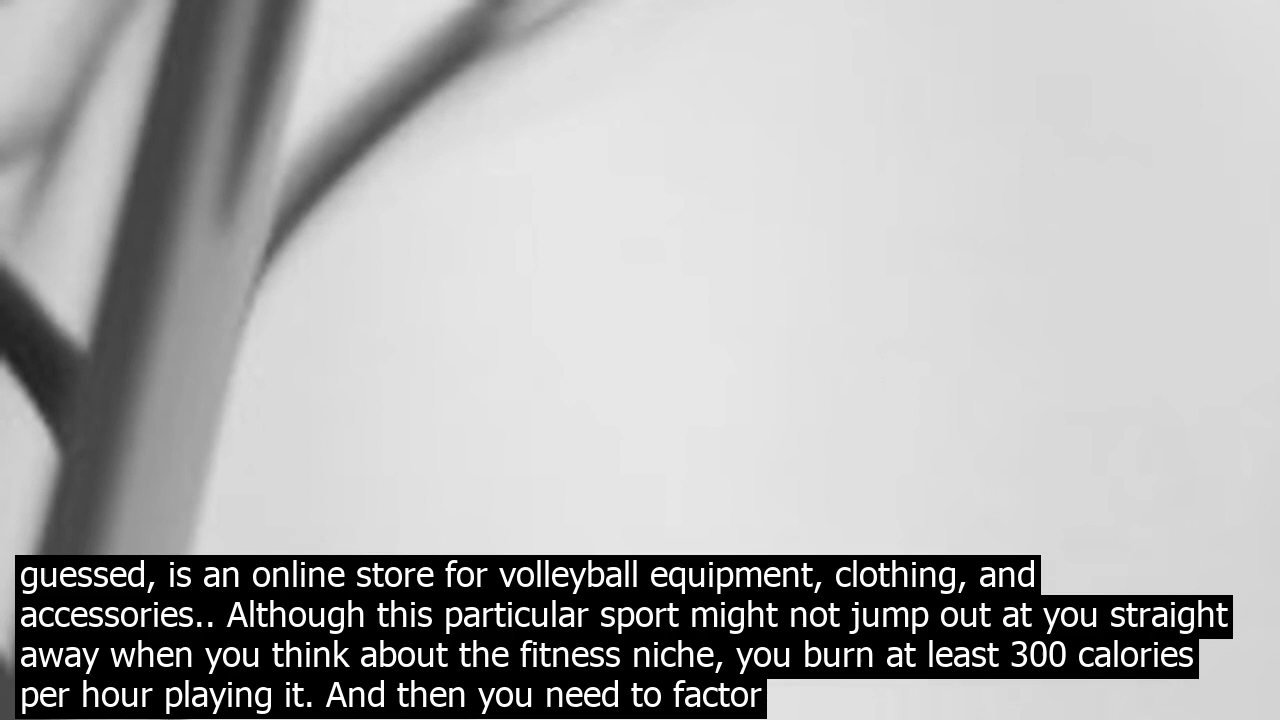 guessed, is an online store for volleyball equipment, clothing, and
accessories.. Although this particular sport might not jump out at you straight
away when you think about the fitness niche, you burn at least 300 calories
per hour playing it. And then you need to factor